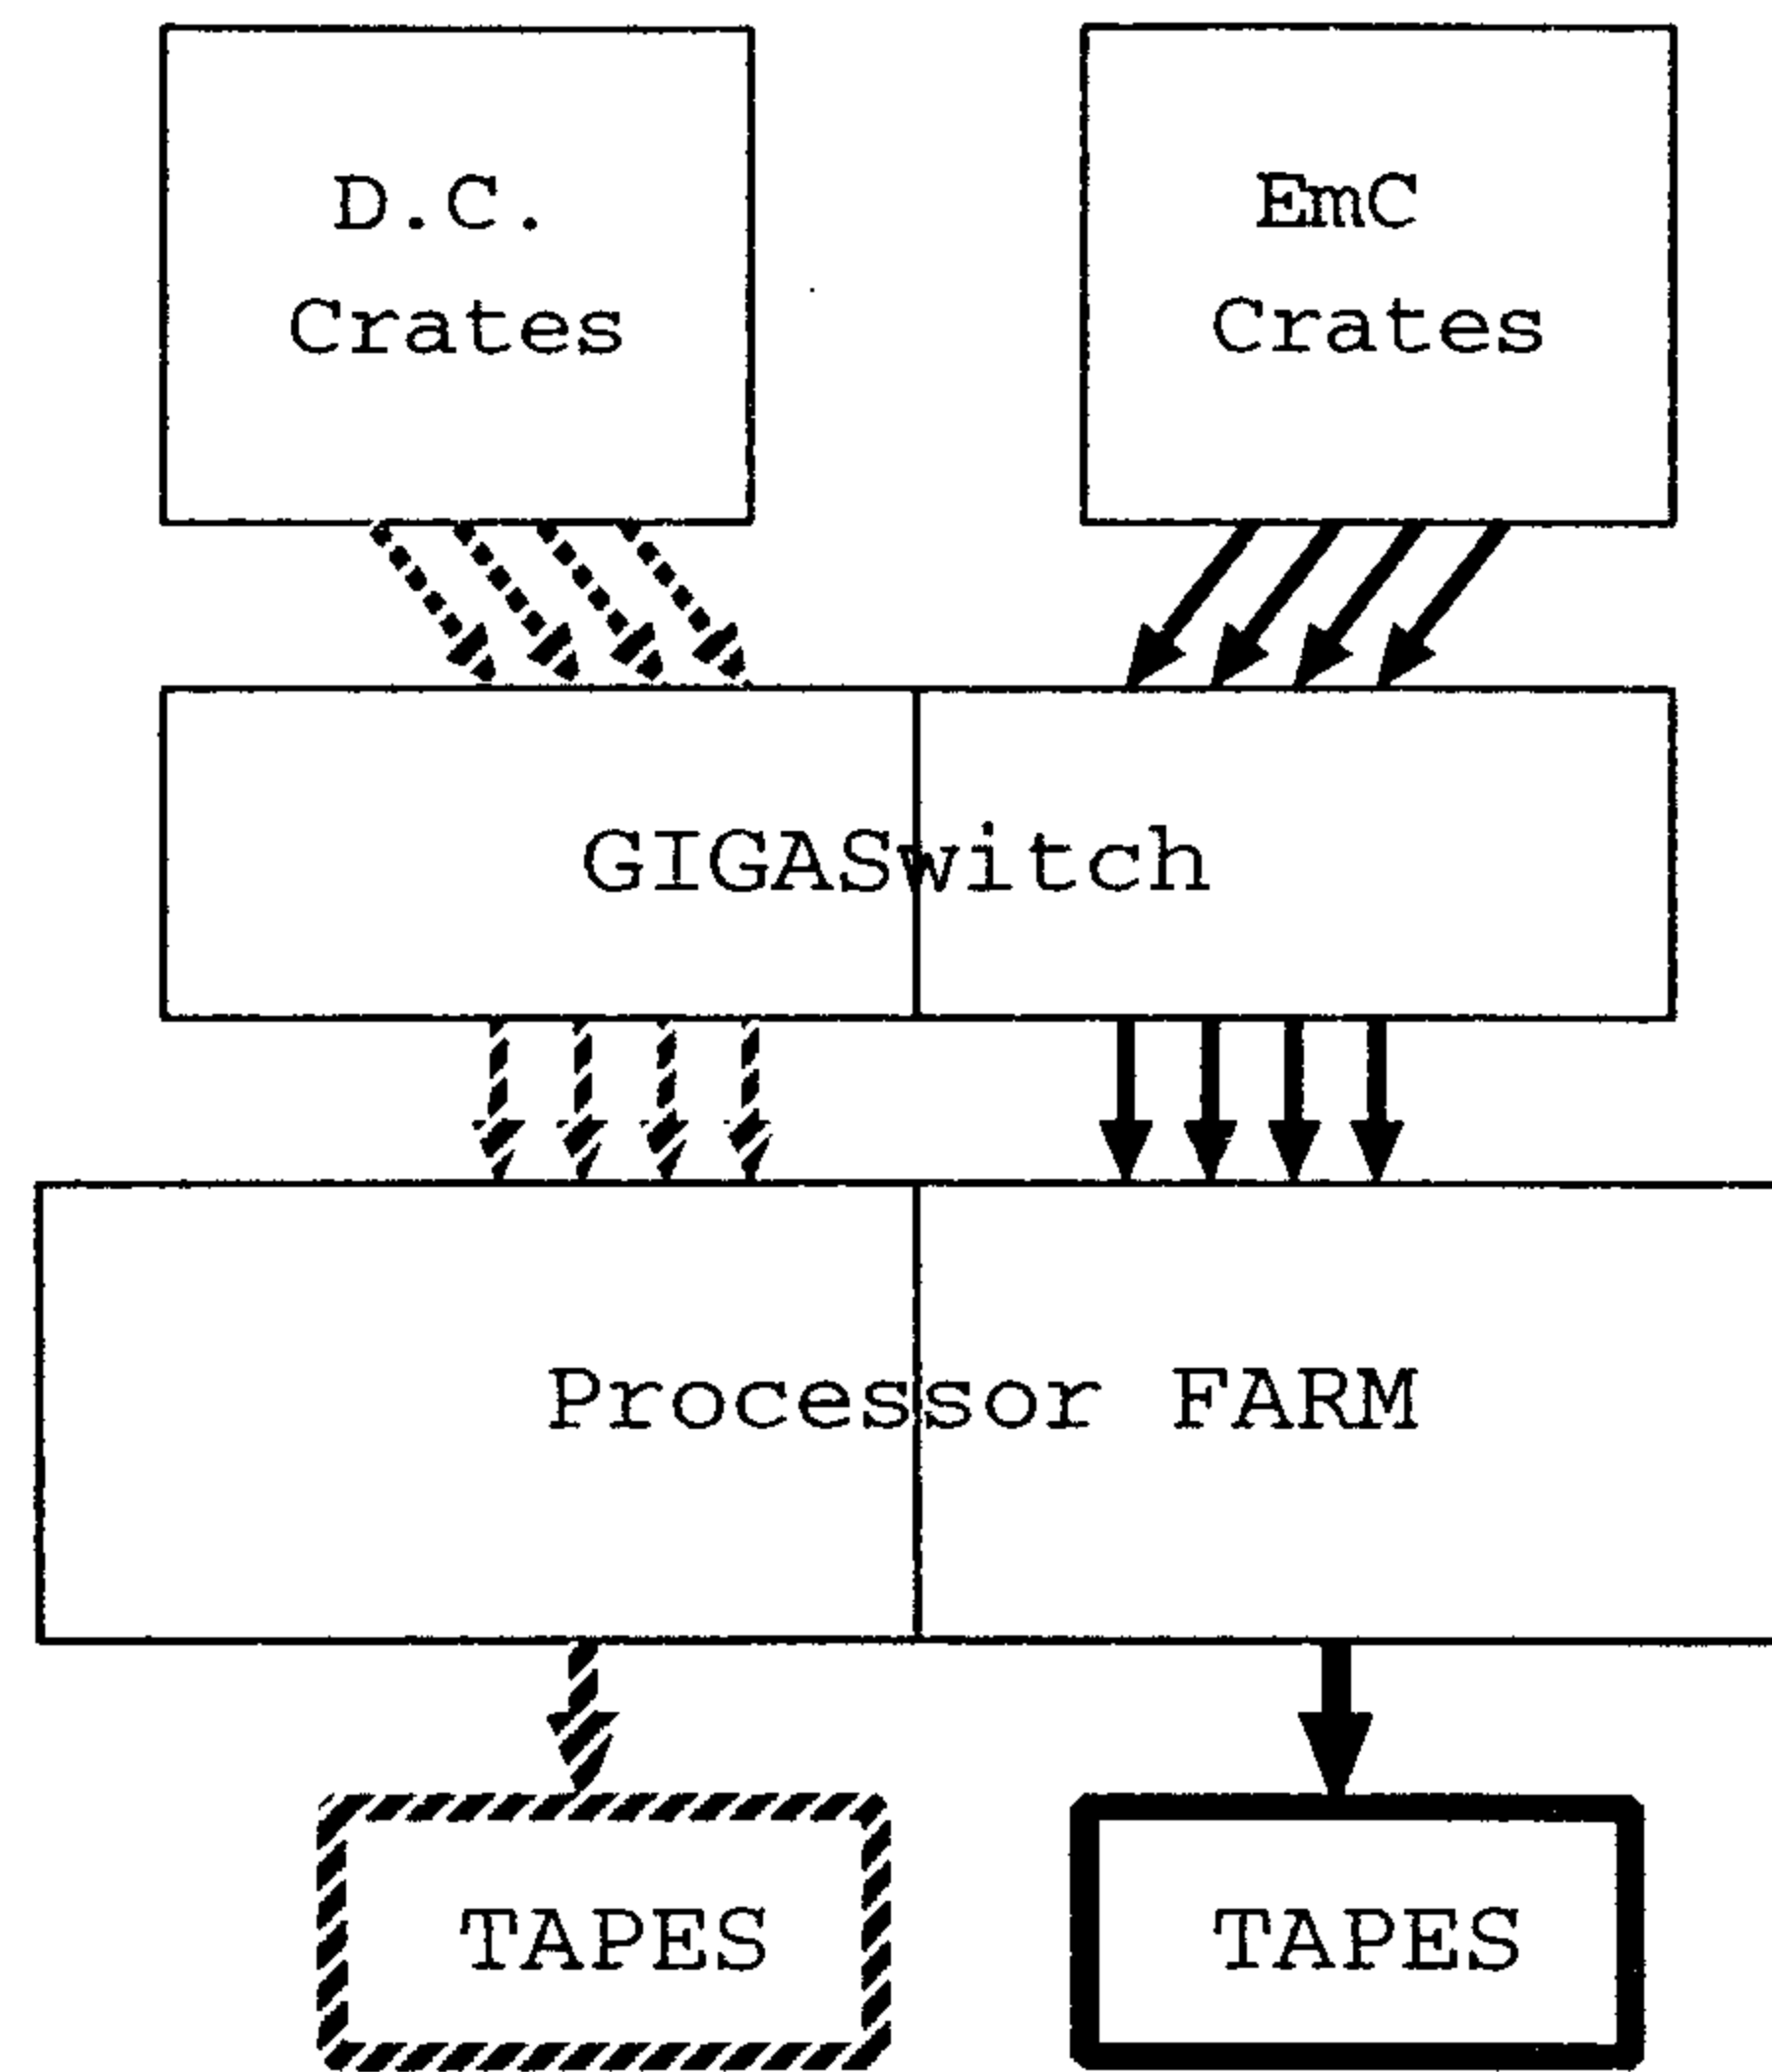 D.C.
Crates
EmC
Crates
GIGASwitch
Processor FARM
TAPES
TAPES